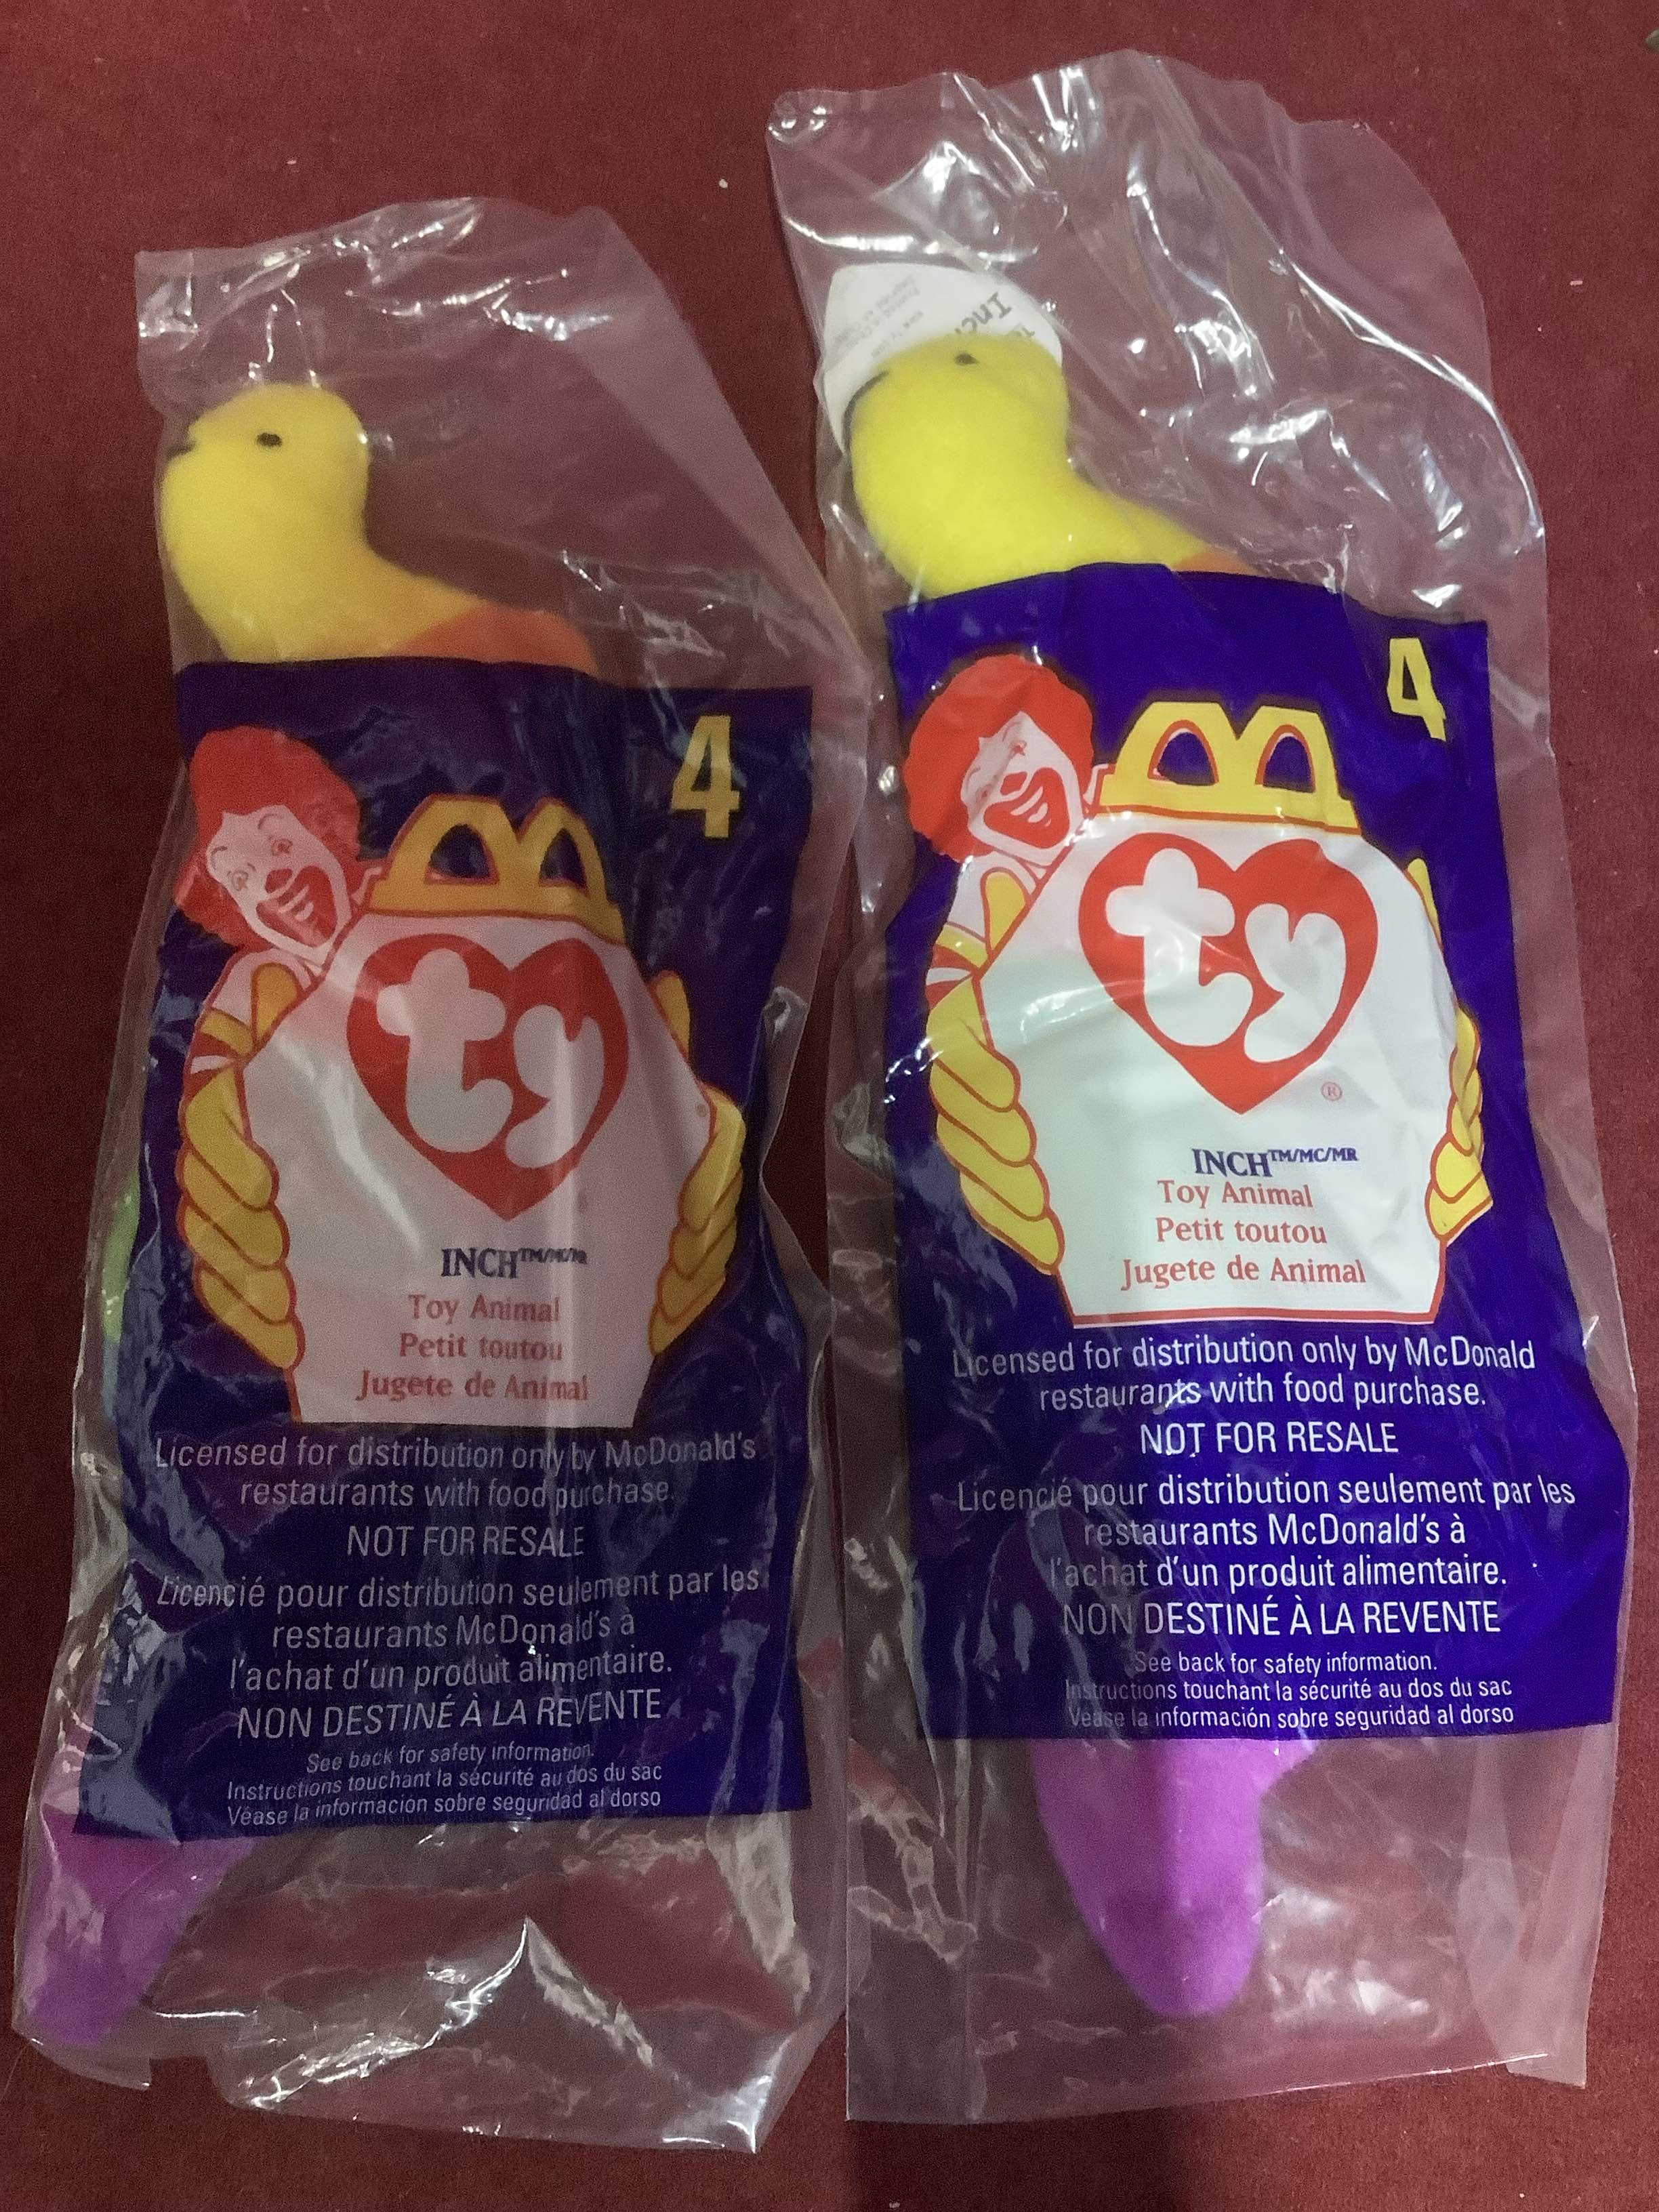 4
ty
INCH™/MC/MR
Toy Animal
Petit toutou
Jugete de Animal
Licensed for distribution only by McDonald's
restaurants with food purchase.
NOT FOR RESALE
Licencié pour distribution seulement par les
restaurants McDonald's à
l'achat d'un produit alimentaire.
NON DESTINÉ À LA REVENTE
See back for safety information.
Instructions touchant la sécurité au dos du sac
Véase la información sobre seguridad al dorso
Inch
4
ty
®
INCH™/MC/MR
Toy Animal
Petit toutou
Jugete de Animal
Licensed for distribution only by McDonald
restaurants with food purchase.
NOT FOR RESALE
Licencié pour distribution seulement par les
restaurants McDonald's à
l'achat d'un produit alimentaire.
NON DESTINÉ À LA REVENTE
See back for safety information.
Instructions touchant la sécurité au dos du sac
Véase la información sobre seguridad al dorso